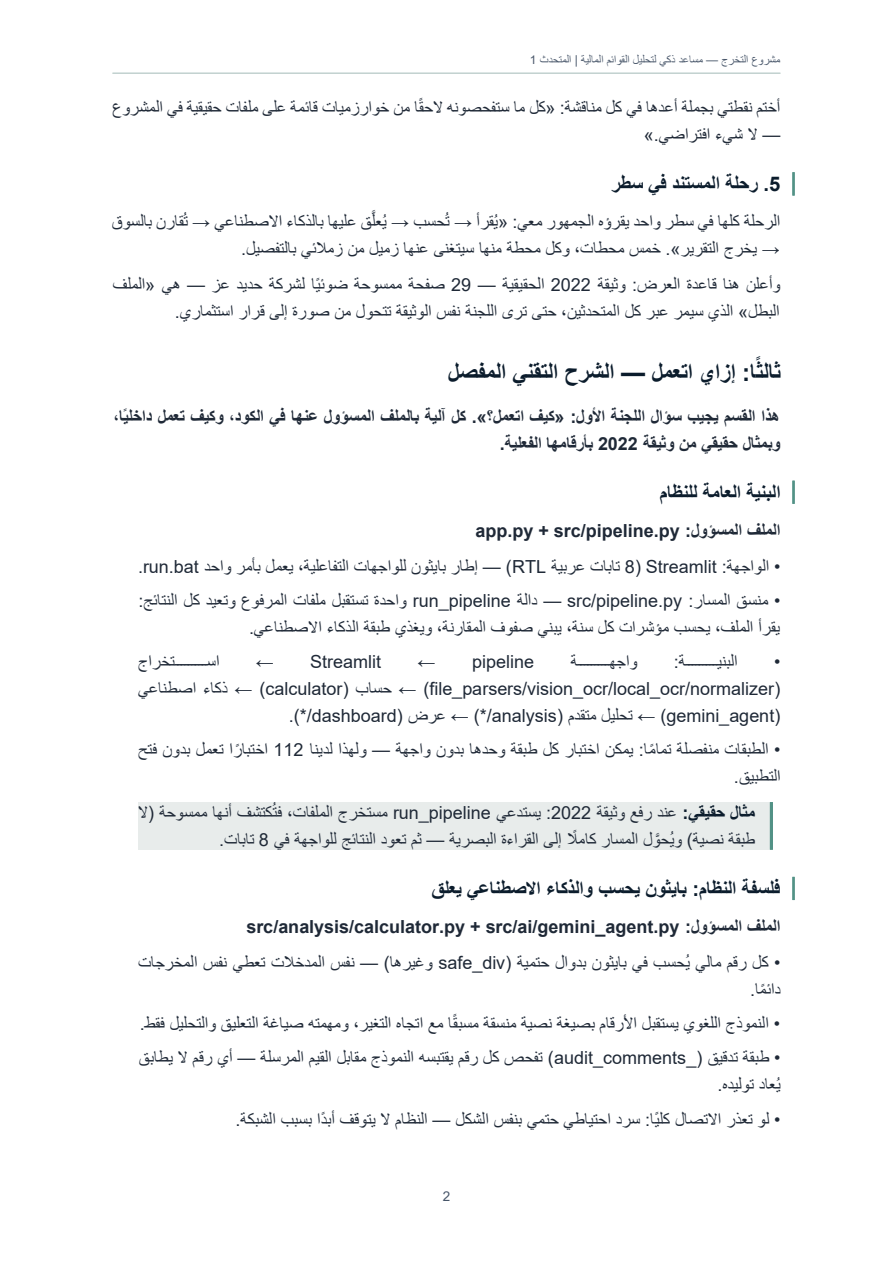 مشروع التخرج — مساعد ذكي لتحليل القوائم المالية | المتحدث 1
أختم نقطتي بجملة أعدها في كل مناقشة: «كل ما ستفحصونه لاحقًا من خوارزميات قائمة على ملفات حقيقية في المشروع
— لا شيء افتراضي.»
5. رحلة المستند في سطر
الرحلة كلها في سطر واحد يقرؤه الجمهور معي: «يُقرأ → تُحسب → يُعلَّق عليها بالذكاء الاصطناعي → تُقارن بالسوق
→ يخرج التقرير». خمس محطات، وكل محطة منها سيتغنى عنها زميل من زملائي بالتفصيل.
وأعلن هنا قاعدة العرض: وثيقة 2022 الحقيقية — 29 صفحة ممسوحة ضوئيًا لشركة حديد عز — هي «الملف
البطل» الذي سيمر عبر كل المتحدثين، حتى ترى اللجنة نفس الوثيقة تتحول من صورة إلى قرار استثماري.
ثالثًا: إزاي اتعمل — الشرح التقني المفصل
هذا القسم يجيب سؤال اللجنة الأول: «كيف اتعمل؟». كل آلية بالملف المسؤول عنها في الكود، وكيف تعمل داخليًا،
وبمثال حقيقي من وثيقة 2022 بأرقامها الفعلية.
البنية العامة للنظام
الملف المسؤول: app.py + src/pipeline.py
• الواجهة: Streamlit (8 تابات عربية RTL) — إطار بايثون للواجهات التفاعلية، يعمل بأمر واحد run.bat.
• منسق المسار: src/pipeline.py — دالة run_pipeline واحدة تستقبل ملفات المرفوع وتعيد كل النتائج:
يقرأ الملف، يحسب مؤشرات كل سنة، يبني صفوف المقارنة، ويغذي طبقة الذكاء الاصطناعي.
• البنيـــــة: واجهـــــة Streamlit ← pipeline ← اســـــتخراج
(file_parsers/vision_ocr/local_ocr/normalizer) ← حساب (calculator) ← ذكاء اصطناعي
(gemini_agent) ← تحليل متقدم (analysis/*) ← عرض (dashboard/*).
• الطبقات منفصلة تمامًا: يمكن اختبار كل طبقة وحدها بدون واجهة — ولهذا لدينا 112 اختبارًا تعمل بدون فتح
التطبيق.
مثال حقيقي: عند رفع وثيقة 2022: يستدعي run_pipeline مستخرج الملفات، فتُكتشف أنها ممسوحة (لا
طبقة نصية) ويُحوَّل المسار كاملًا إلى القراءة البصرية — ثم تعود النتائج للواجهة في 8 تابات.
فلسفة النظام: بايثون يحسب والذكاء الاصطناعي يعلق
الملف المسؤول: src/analysis/calculator.py + src/ai/gemini_agent.py
• كل رقم مالي يُحسب في بايثون بدوال حتمية (safe_div وغيرها) — نفس المدخلات تعطي نفس المخرجات
دائمًا.
• النموذج اللغوي يستقبل الأرقام بصيغة نصية منسقة مسبقًا مع اتجاه التغير، ومهمته صياغة التعليق والتحليل فقط.
• طبقة تدقيق (_audit_comments) تفحص كل رقم يقتبسه النموذج مقابل القيم المرسلة — أي رقم لا يطابق
يُعاد توليده.
• لو تعذر الاتصال كليًا: سرد احتياطي حتمي بنفس الشكل — النظام لا يتوقف أبدًا بسبب الشبكة.
2